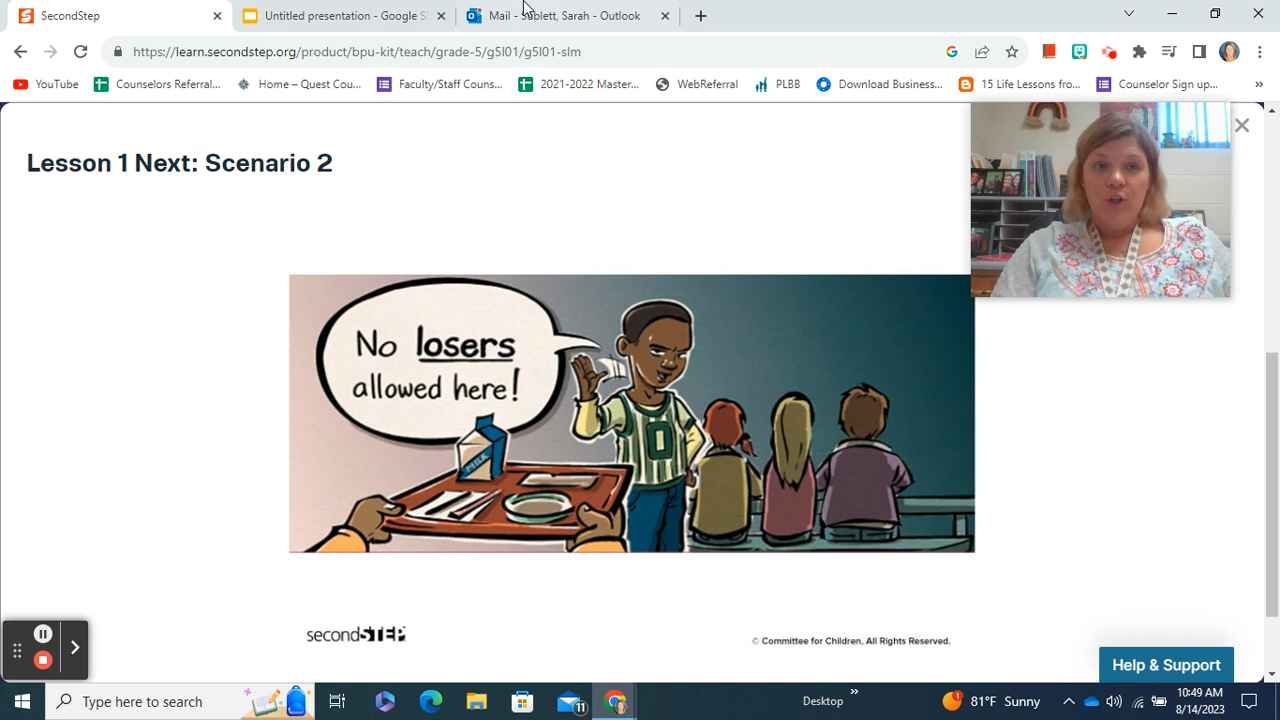 SecondStep
Untitled presentation - Google S
Mail - Sublett, Sarah - Outlook
https://learn.secondstep.org/product/bpu-kit/teach/grade-5/g5l01/g5l01-slm
YouTube
Counselors Referral...
Home – Quest Cou...
Faculty/Staff Couns...
2021-2022 Master...
WebReferral
PLBB
Download Business...
15 Life Lessons fro...
Counselor Sign up...
»
Lesson 1 Next: Scenario 2
No losers
allowed here!
MILK
secondSTEP
© Committee for Children, All Rights Reserved.
Help & Support
Type here to search
11
Desktop
»
1
81°F Sunny
10:49 AM
8/14/2023